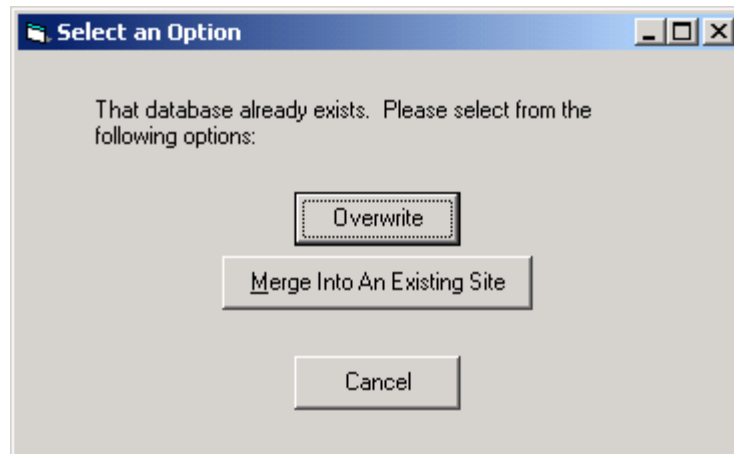 Select an Option
That database already exists.  Please select from the
following options:
Overwrite
Merge Into An Existing Site
Cancel